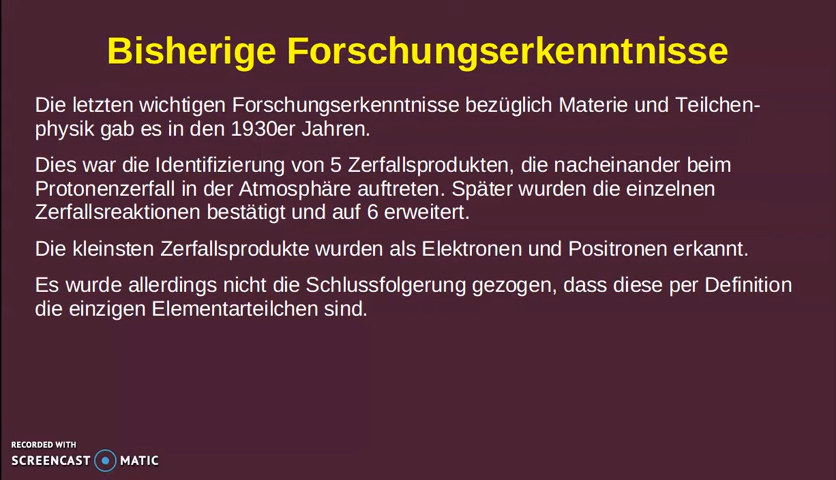 Bisherige Forschungserkenntnisse
Die letzten wichtigen Forschungserkenntnisse bezüglich Materie und Teilchen-
physik gab es in den 1930er Jahren.
Dies war die Identifizierung von 5 Zerfallsprodukten, die nacheinander beim
Protonenzerfall in der Atmosphäre auftreten. Später wurden die einzelnen
Zerfallsreaktionen bestätigt und auf 6 erweitert.
Die kleinsten Zerfallsprodukte wurden als Elektronen und Positronen erkannt.
Es wurde allerdings nicht die Schlussfolgerung gezogen, dass diese per Definition
die einzigen Elementarteilchen sind.
RECORDED WITH
SCREENCAST MATIC